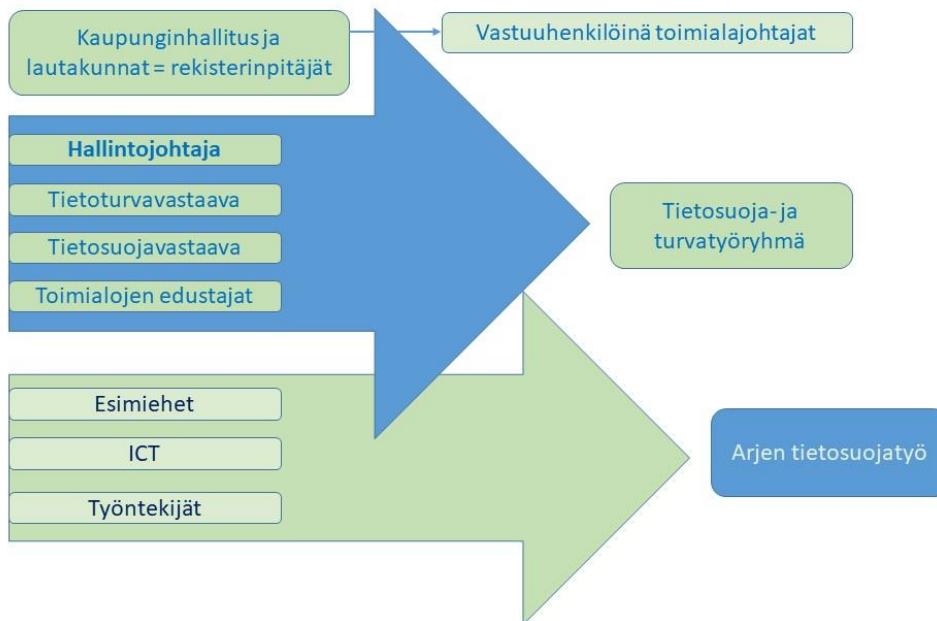 Kaupunginhallitus ja
lautakunnat = rekisterinpitäjät
Vastuuhenkilöinä toimialajohtajat
Hallintojohtaja
Tietoturvavastaava
Tietosuojavastaava
Toimialojen edustajat
Tietosuoja- ja
turvatyöryhmä
Esimiehet
ICT
Työntekijät
Arjen tietosuojatyö